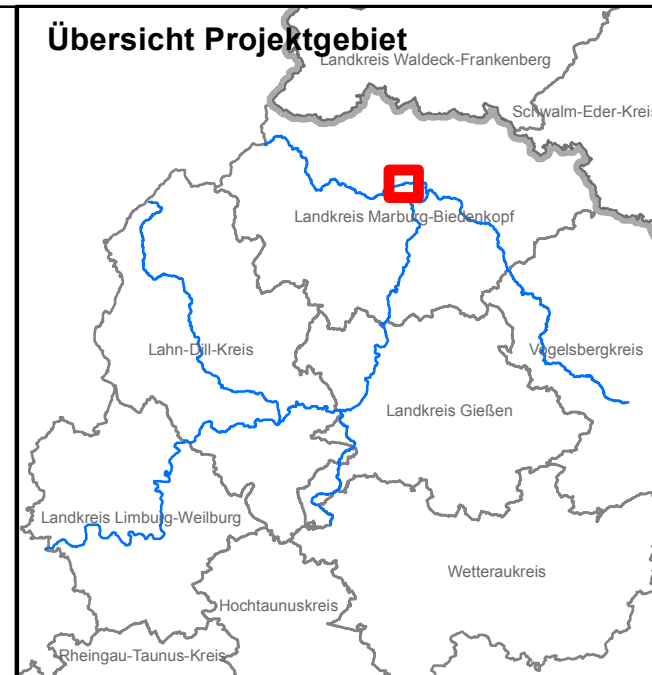 Übersicht Projektgebiet
Landkreis Waldeck-Frankenberg
Schwalm-Eder-Kreis
Landkreis Marburg-Biedenkopf
Lahn-Dill-Kreis
Vogelsbergkreis
Landkreis Gießen
Landkreis Limburg-Weilburg
Wetteraukreis
Hochtaunuskreis
Rheingau-Taunus-Kreis